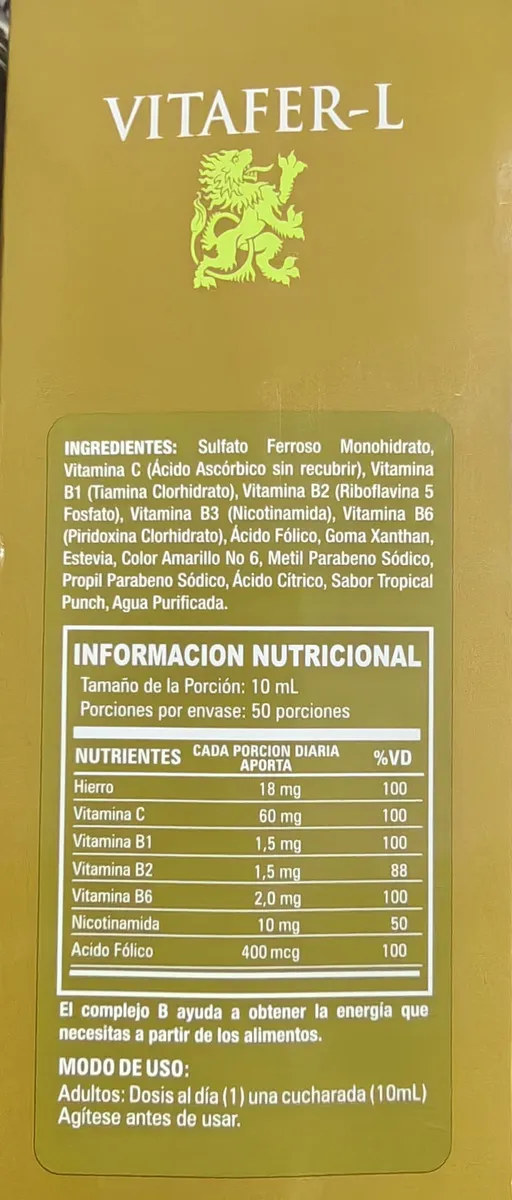 VITAFER-L
INGREDIENTES: Sulfato Ferroso Monohidrato,
Vitamina C (Ácido Ascórbico sin recubrir), Vitamina
B1 (Tiamina Clorhidrato), Vitamina B2 (Riboflavina 5
Fosfato), Vitamina B3 (Nicotinamida), Vitamina B6
(Piridoxina Clorhidrato), Ácido Fólico, Goma Xanthan,
Estevia, Color Amarillo No 6, Metil Parabeno Sódico,
Propil Parabeno Sódico, Ácido Cítrico, Sabor Tropical
Punch, Agua Purificada.
INFORMACION NUTRICIONAL
Tamaño de la Porción: 10 mL
Porciones por envase: 50 porciones
NUTRIENTES CADA PORCION DIARIA APORTA %VD
Hierro 18 mg 100
Vitamina C 60 mg 100
Vitamina B1 1,5 mg 100
Vitamina B2 1,5 mg 88
Vitamina B6 2,0 mg 100
Nicotinamida 10 mg 50
Acido Fólico 400 mcg 100
El complejo B ayuda a obtener la energía que
necesitas a partir de los alimentos.
MODO DE USO:
Adultos: Dosis al día (1) una cucharada (10mL)
Agítese antes de usar.